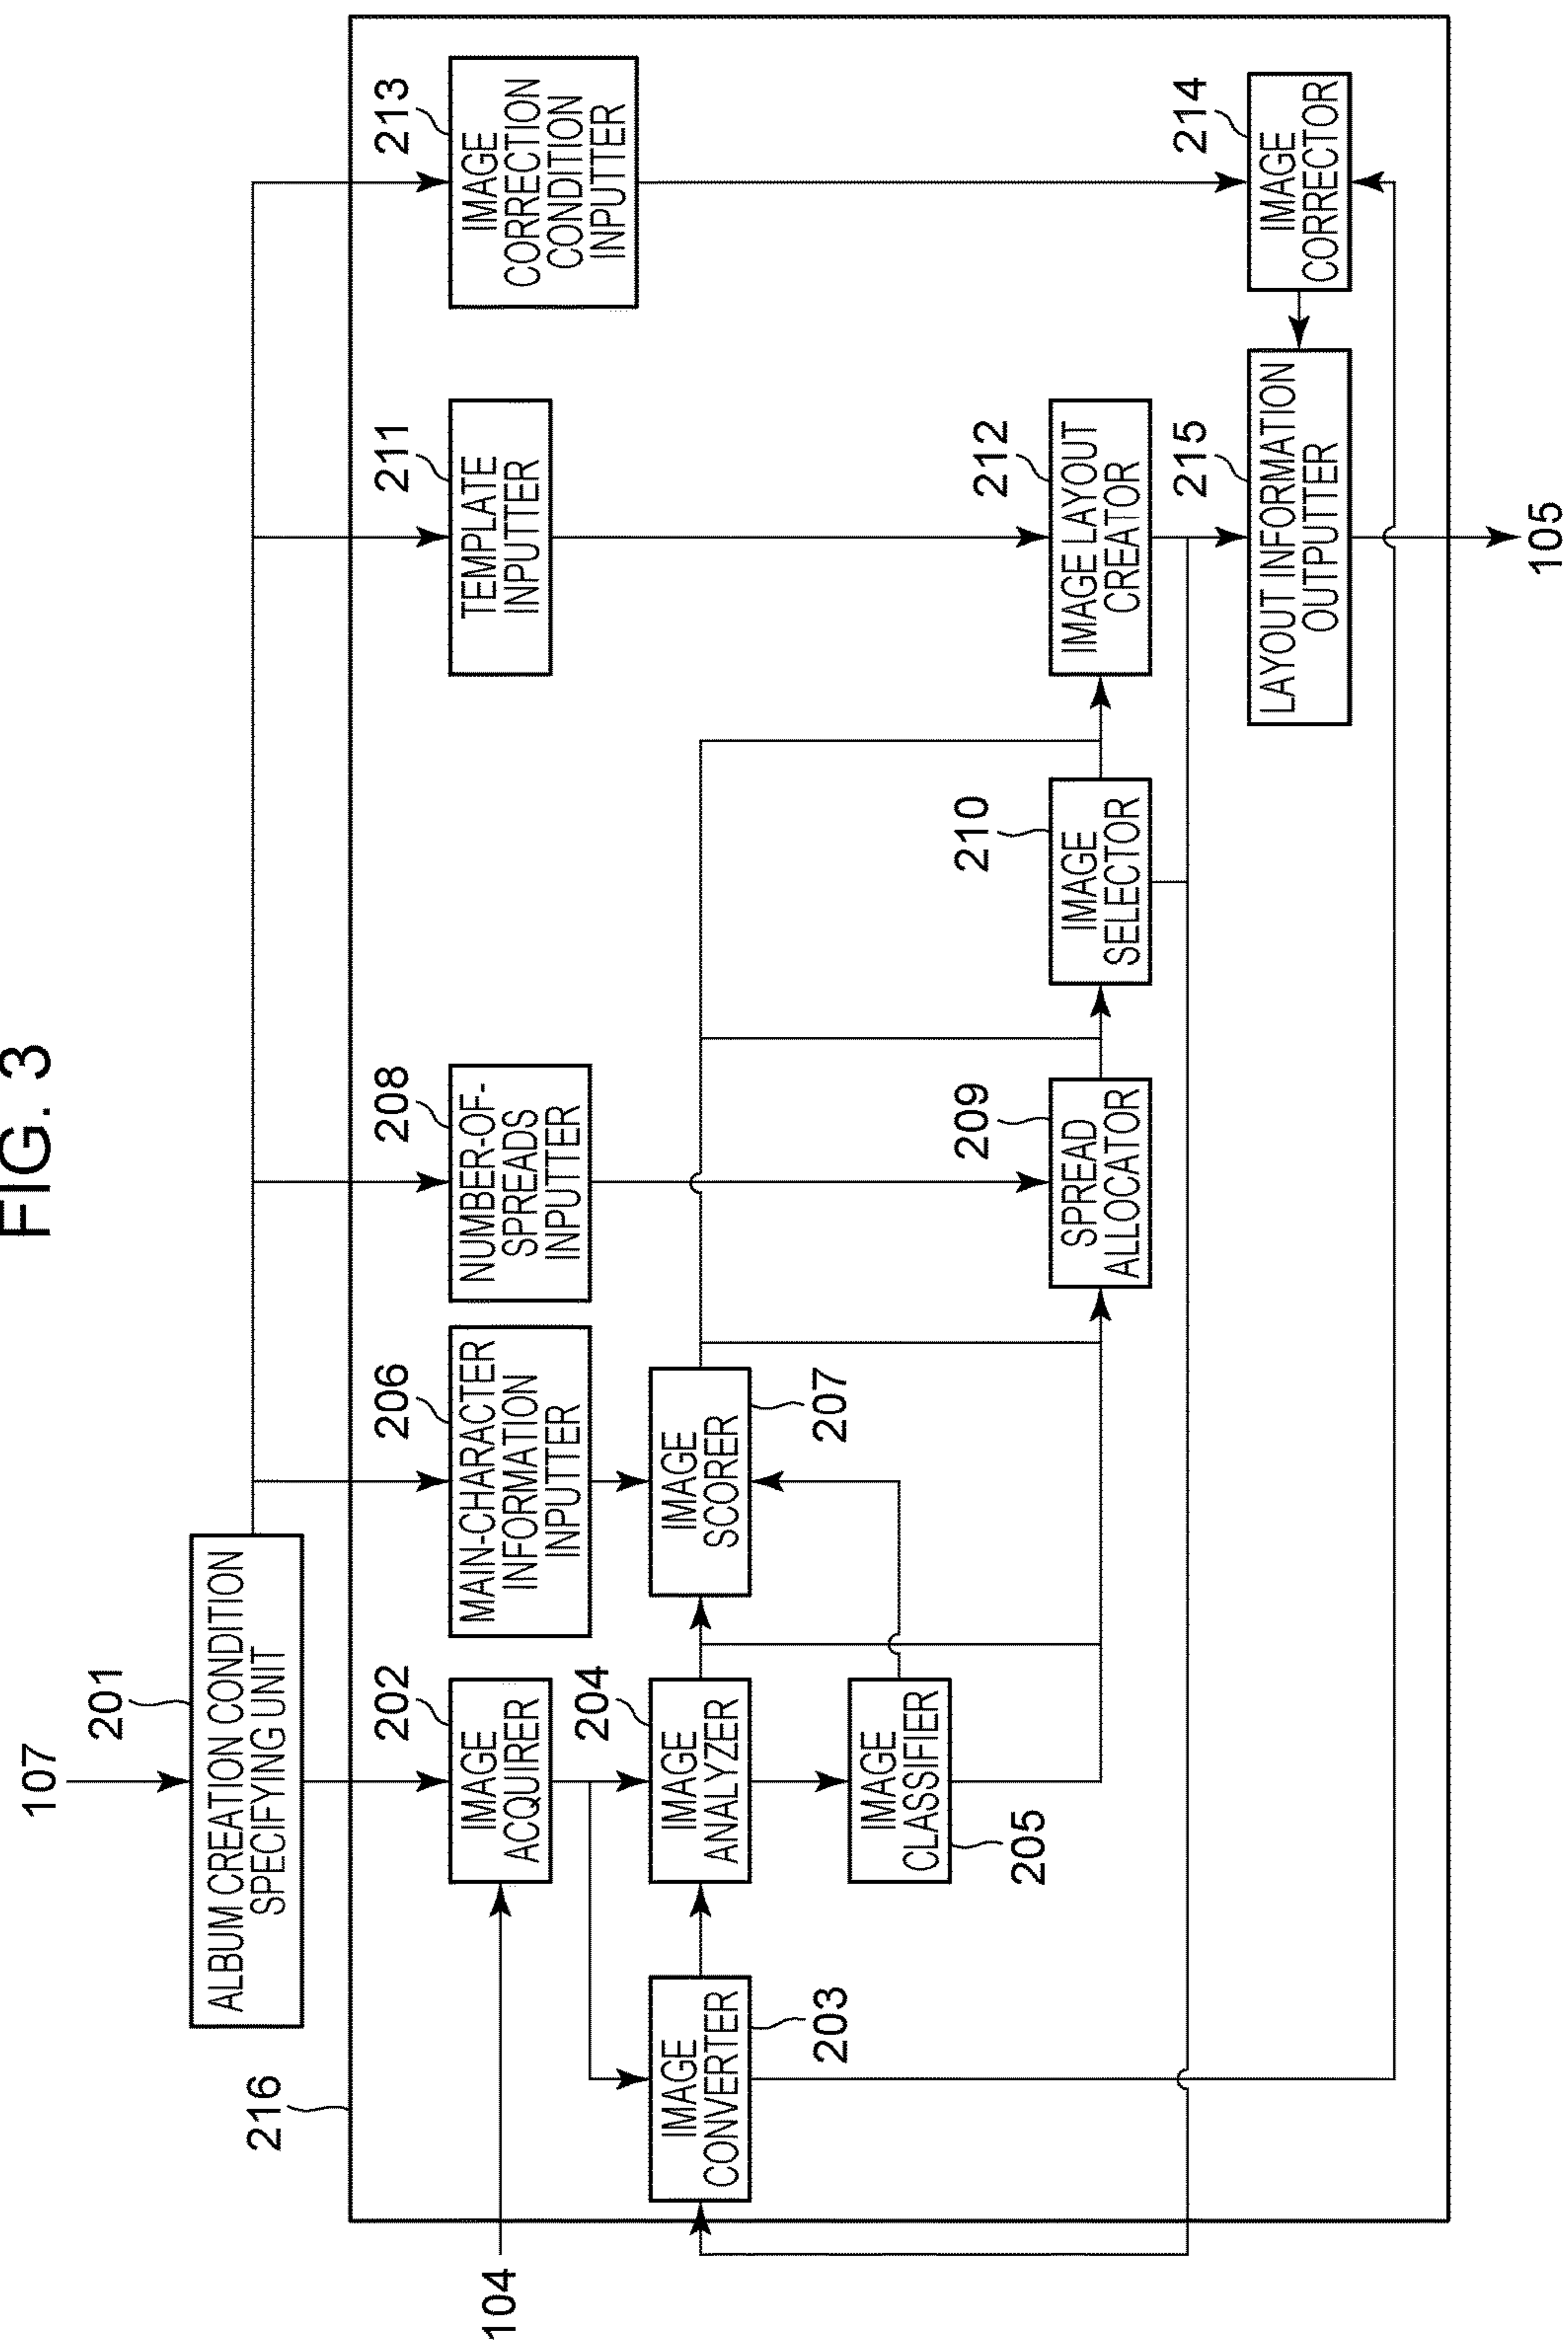 FIG. 3
107
201
ALBUM CREATION CONDITION
SPECIFYING UNIT
216
104
202
IMAGE
ACQUIRER
206
MAIN-CHARACTER
INFORMATION
INPUTTER
208
NUMBER-OF-
SPREADS
INPUTTER
211
TEMPLATE
INPUTTER
213
IMAGE
CORRECTION
CONDITION
INPUTTER
IMAGE
CONVERTER
203
204
IMAGE
ANALYZER
IMAGE
SCORER
207
IMAGE
CLASSIFIER
205
209
SPREAD
ALLOCATOR
210
IMAGE
SELECTOR
212
IMAGE LAYOUT
CREATOR
215
LAYOUT INFORMATION
OUTPUTTER
214
IMAGE
CORRECTOR
105